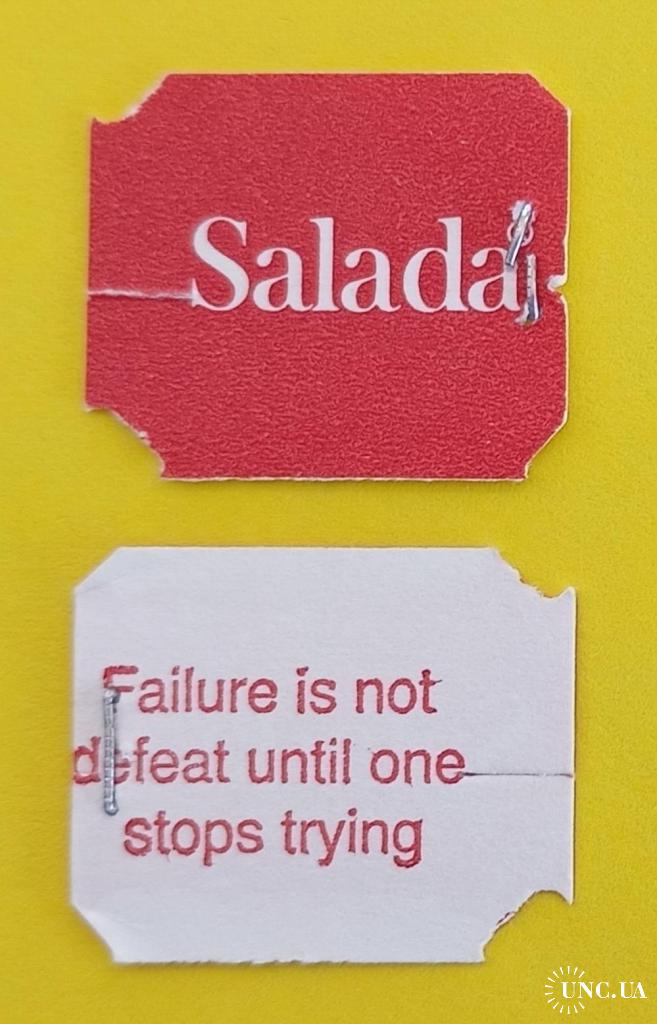 Salada
Failure is not
defeat until one
stops trying
UNC.UA